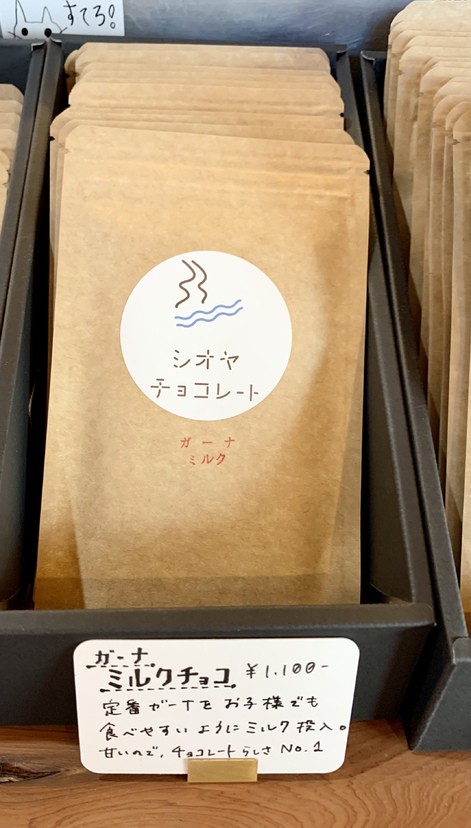 すてろ!
シオヤ
チョコレート
ガーナ
ミルク
ガーナ
ミルクチョコ ¥1.100-
定番ガーナを お子様でも
食べやすい ように ミルク 投入。
甘いので、チョコレートらしさ No.1